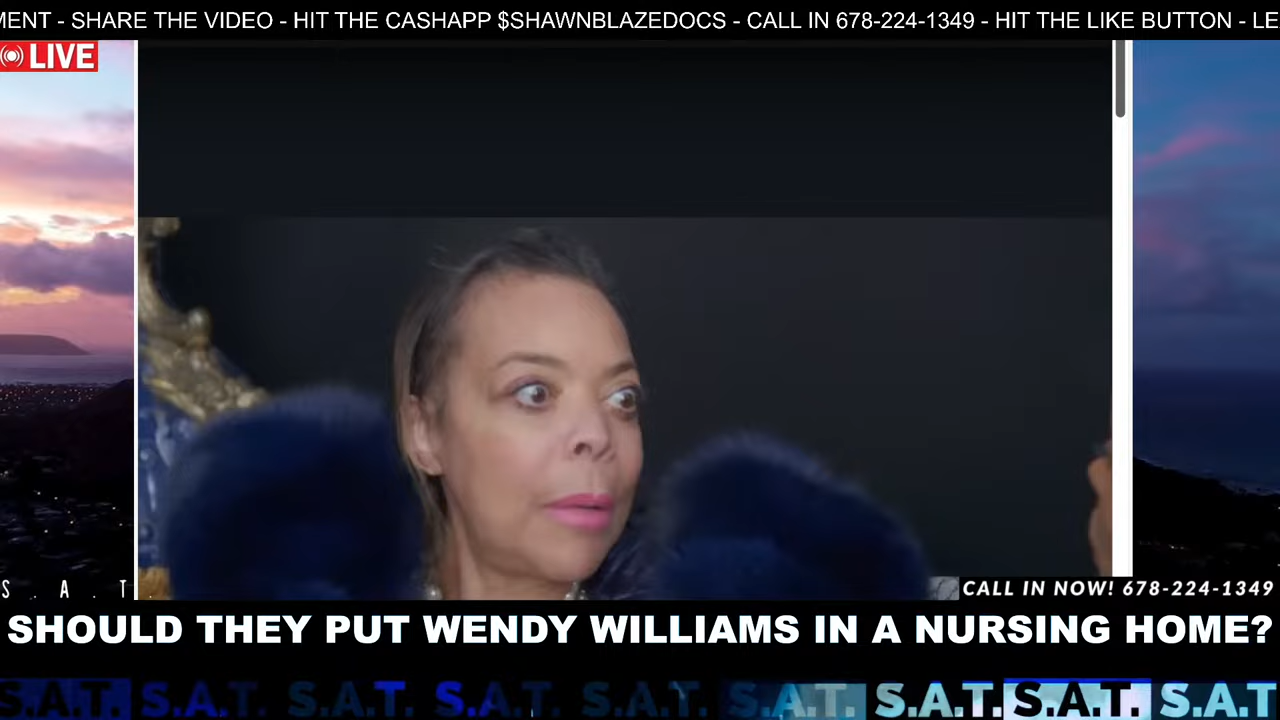 MENT - SHARE THE VIDEO - HIT THE CASHAPP $SHAWNBLAZEDOCS - CALL IN 678-224-1349 - HIT THE LIKE BUTTON - LE
LIVE
S . A . T.
CALL IN NOW! 678-224-1349
SHOULD THEY PUT WENDY WILLIAMS IN A NURSING HOME?
S.A.T. S.A.T. S.A.T. S.A.T. S.A.T. S.A.T. S.A.T. S.A.T. S.A.T